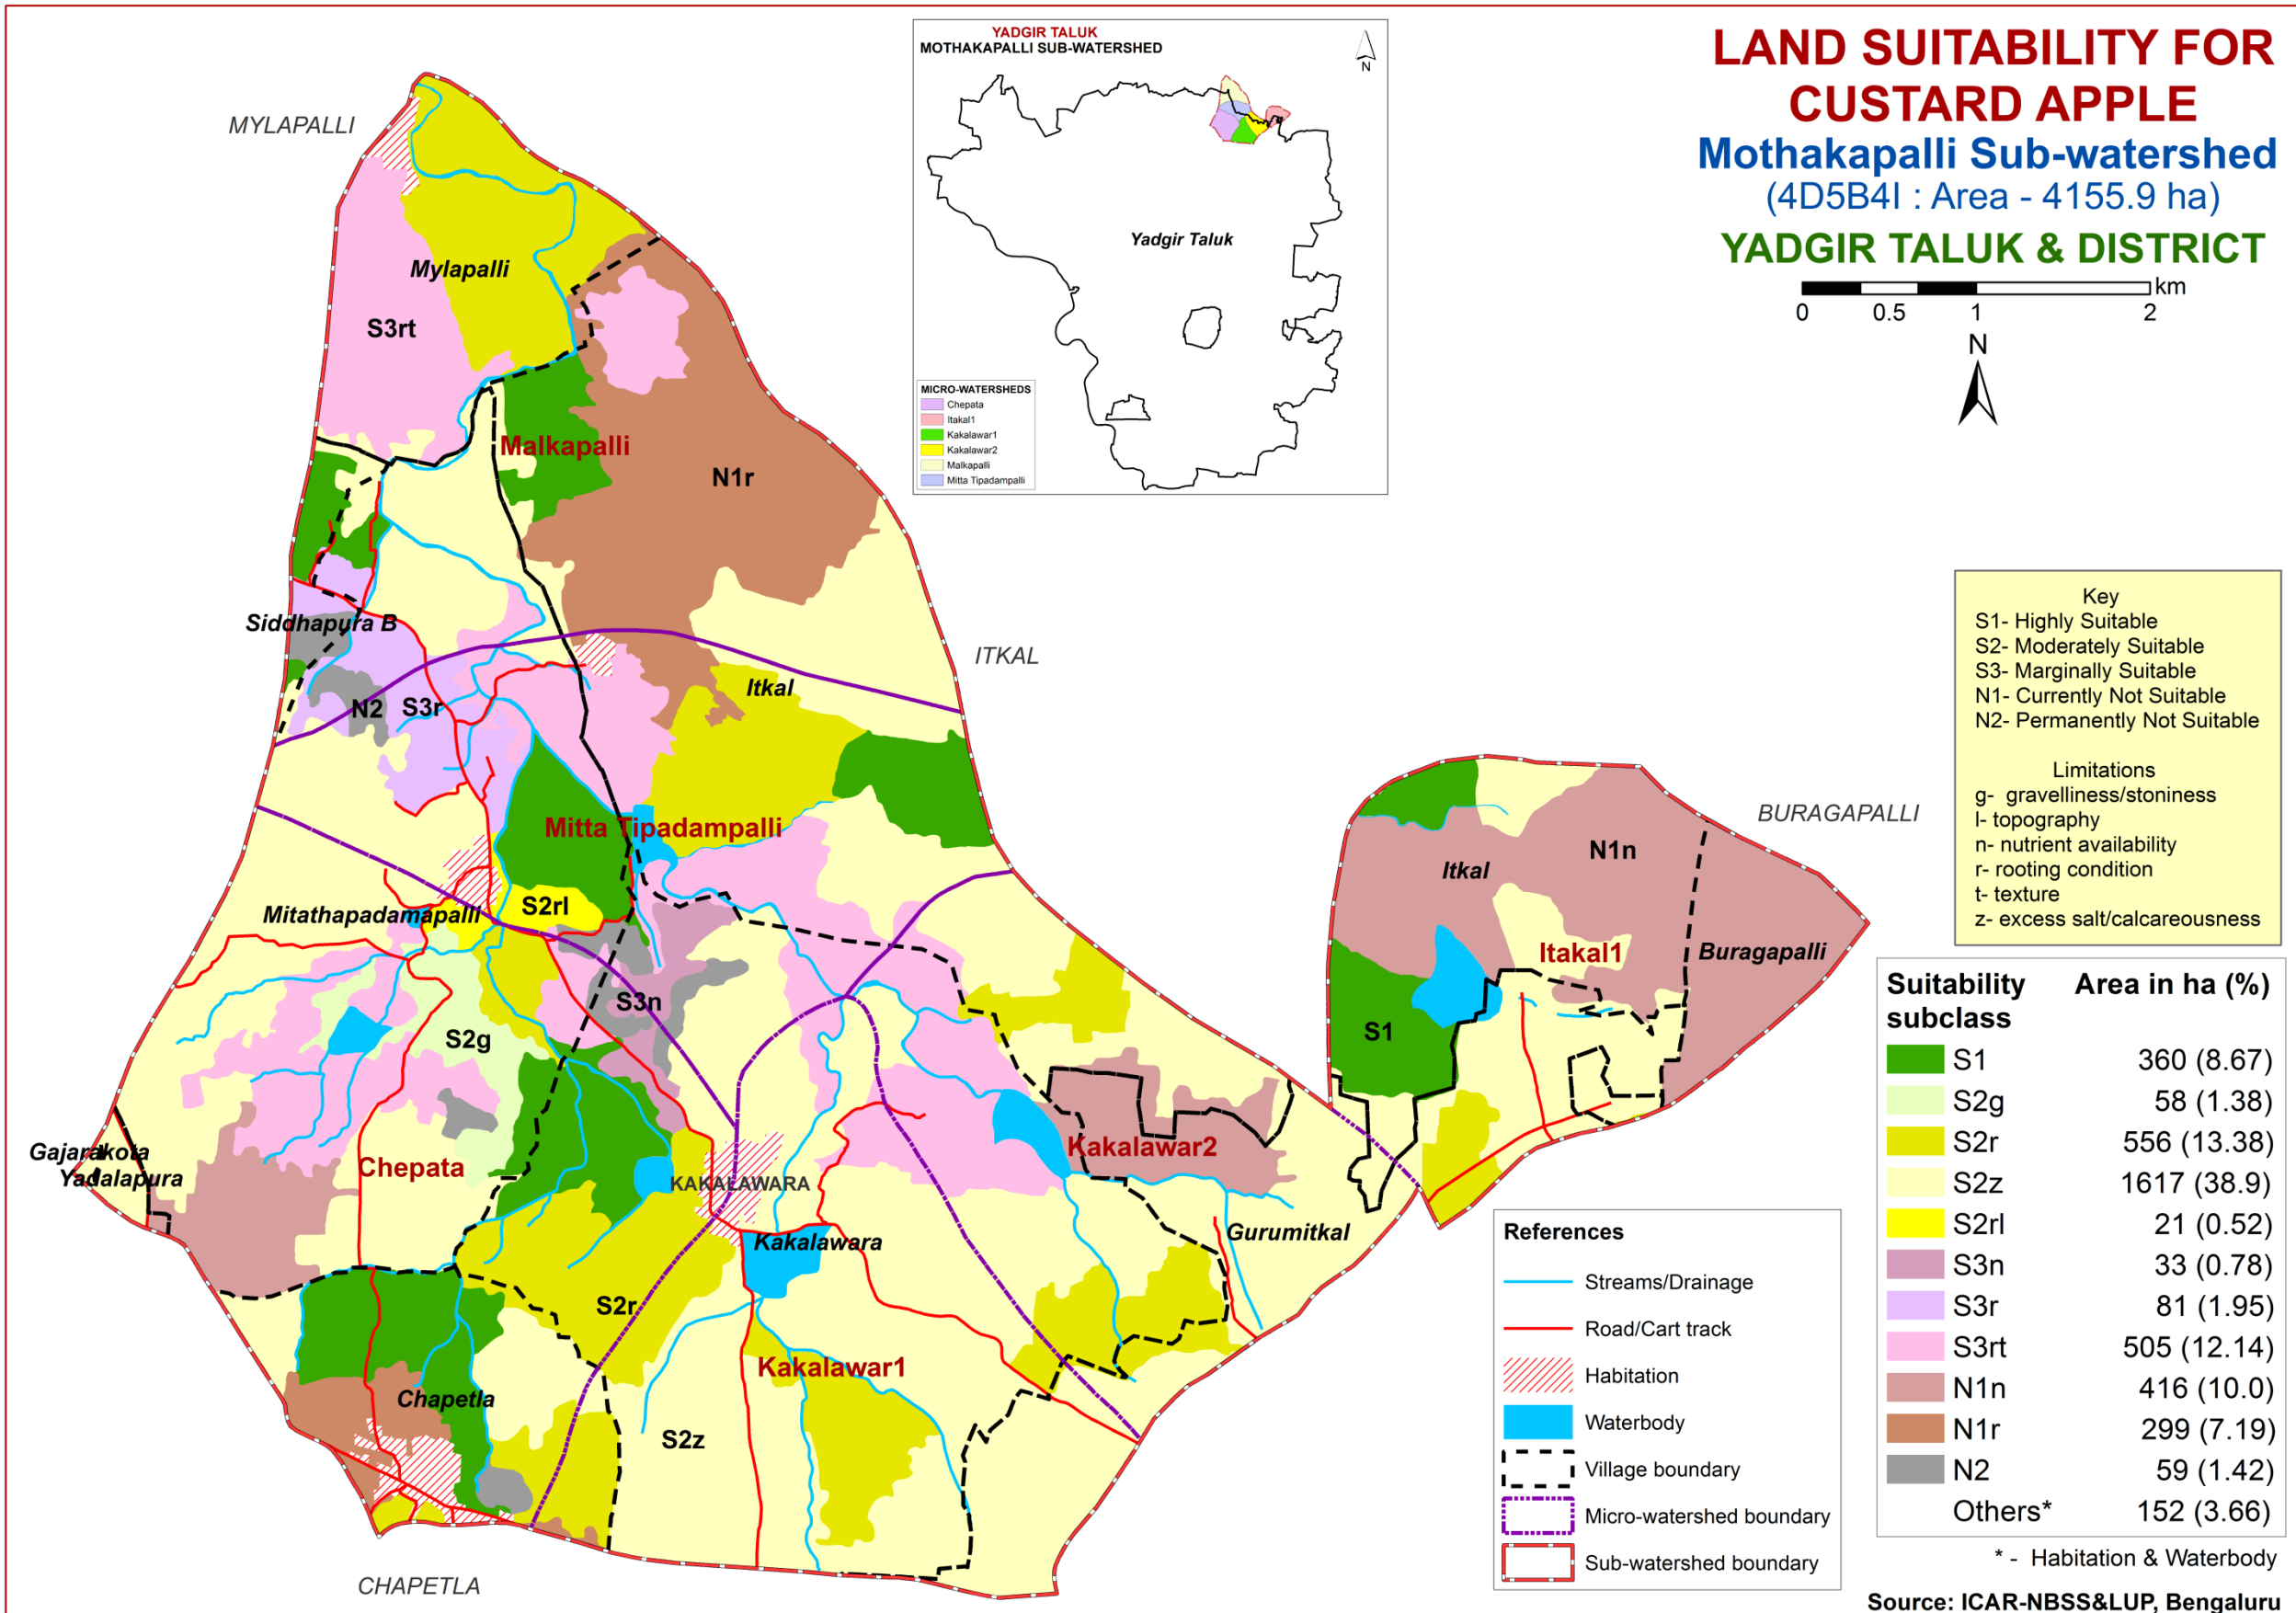 LAND SUITABILITY FOR
CUSTARD APPLE
Mothakapalli Sub-watershed
(4D5B4I : Area - 4155.9 ha)
YADGIR TALUK & DISTRICT
km
0 0.5 1 2
N
YADGIR TALUK
MOTHAKAPALLI SUB-WATERSHED
N
Yadgir Taluk
MICRO-WATERSHEDS
Chepata
Itakal1
Kakalawar1
Kakalawar2
Malkapalli
Mitta Tipadampalli
MYLAPALLI
Mylapalli
S3rt
Malkapalli
N1r
Siddhapura B
ITKAL
Itkal
N2
S3r
Mitta Tipadampalli
BURAGAPALLI
N1n
Itkal
S2rl
Mitathapadamapalli
Itakal1
Buragapalli
S3n
S1
S2g
Kakalawar2
Gajarakota
Yadalapura
Chepata
KAKALAWARA
Gurumitkal
Kakalawara
S2r
Kakalawar1
Chapetla
S2z
CHAPETLA
Key
S1- Highly Suitable
S2- Moderately Suitable
S3- Marginally Suitable
N1- Currently Not Suitable
N2- Permanently Not Suitable
Limitations
g- gravelliness/stoniness
l- topography
n- nutrient availability
r- rooting condition
t- texture
z- excess salt/calcareousness
Suitability subclass Area in ha (%)
S1 360 (8.67)
S2g 58 (1.38)
S2r 556 (13.38)
S2z 1617 (38.9)
S2rl 21 (0.52)
S3n 33 (0.78)
S3r 81 (1.95)
S3rt 505 (12.14)
N1n 416 (10.0)
N1r 299 (7.19)
N2 59 (1.42)
Others* 152 (3.66)
* - Habitation & Waterbody
References
Streams/Drainage
Road/Cart track
Habitation
Waterbody
Village boundary
Micro-watershed boundary
Sub-watershed boundary
Source: ICAR-NBSS&LUP, Bengaluru